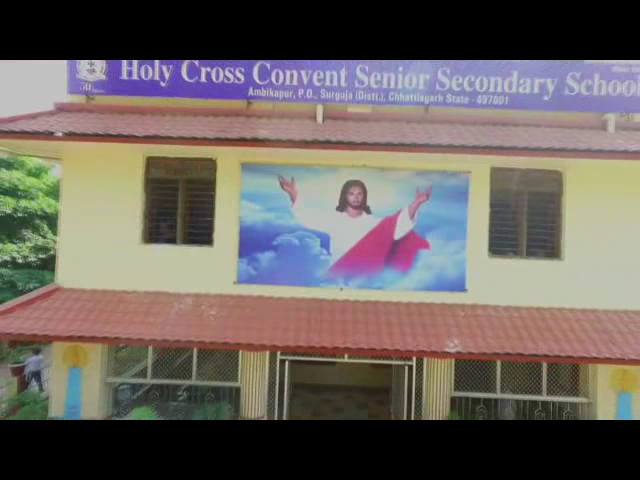 Holy Cross Convent Senior Secondary School
Ambikapur, P.O., Surguja (Distt.), Chhattisgarh State - 497001